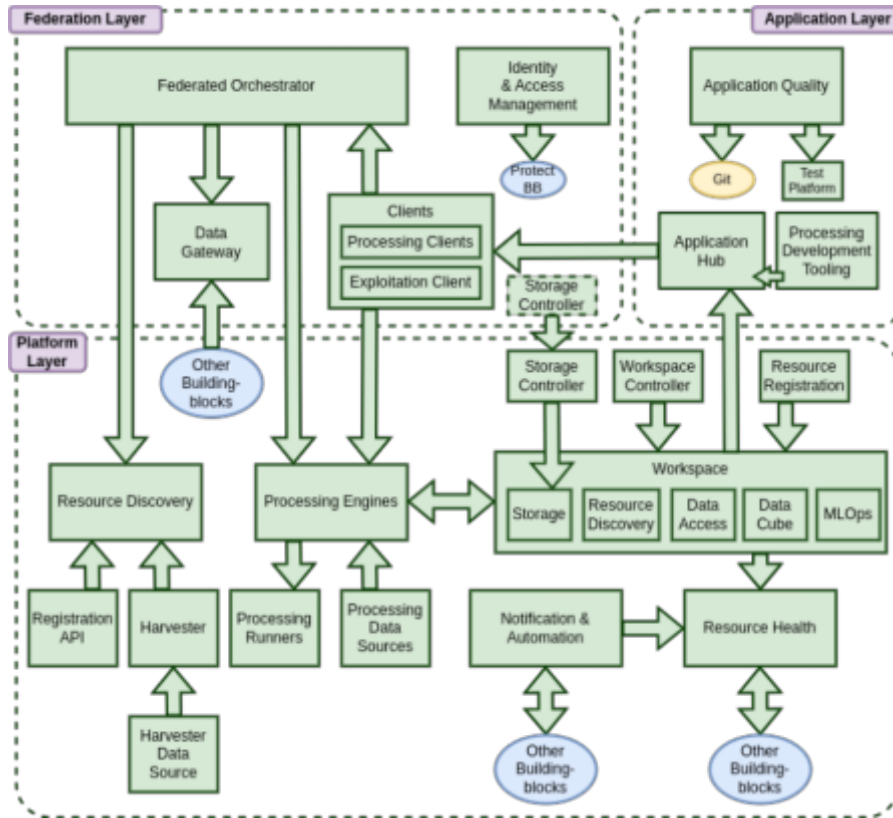 Federation Layer
Application Layer
Federated Orchestrator
Identity
& Access
Management
Application Quality
Protect
BB
Git
Test
Platform
Clients
Processing Clients
Exploitation Client
Data
Gateway
Application
Hub
Processing
Development
Tooling
Storage
Controller
Platform
Layer
Other
Building-
blocks
Storage
Controller
Workspace
Controller
Resource
Registration
Resource Discovery
Processing Engines
Workspace
Storage
Resource
Discovery
Data
Access
Data
Cube
MLOps
Registration
API
Harvester
Processing
Runners
Processing
Data
Sources
Notification &
Automation
Resource Health
Harvester
Data
Source
Other
Building-
blocks
Other
Building-
blocks